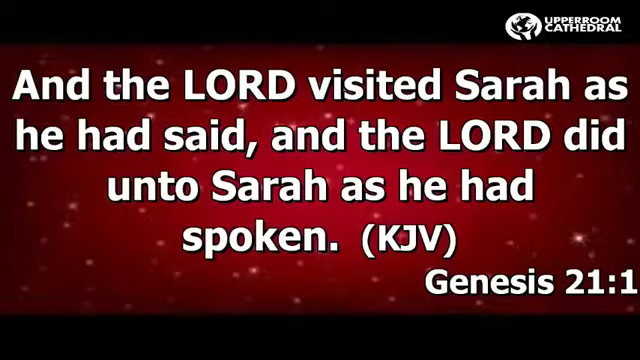 UPPERROOM
CATHEDRAL
And the LORD visited Sarah as
he had said, and the LORD did
unto Sarah as he had
spoken. (KJV)
Genesis 21:1